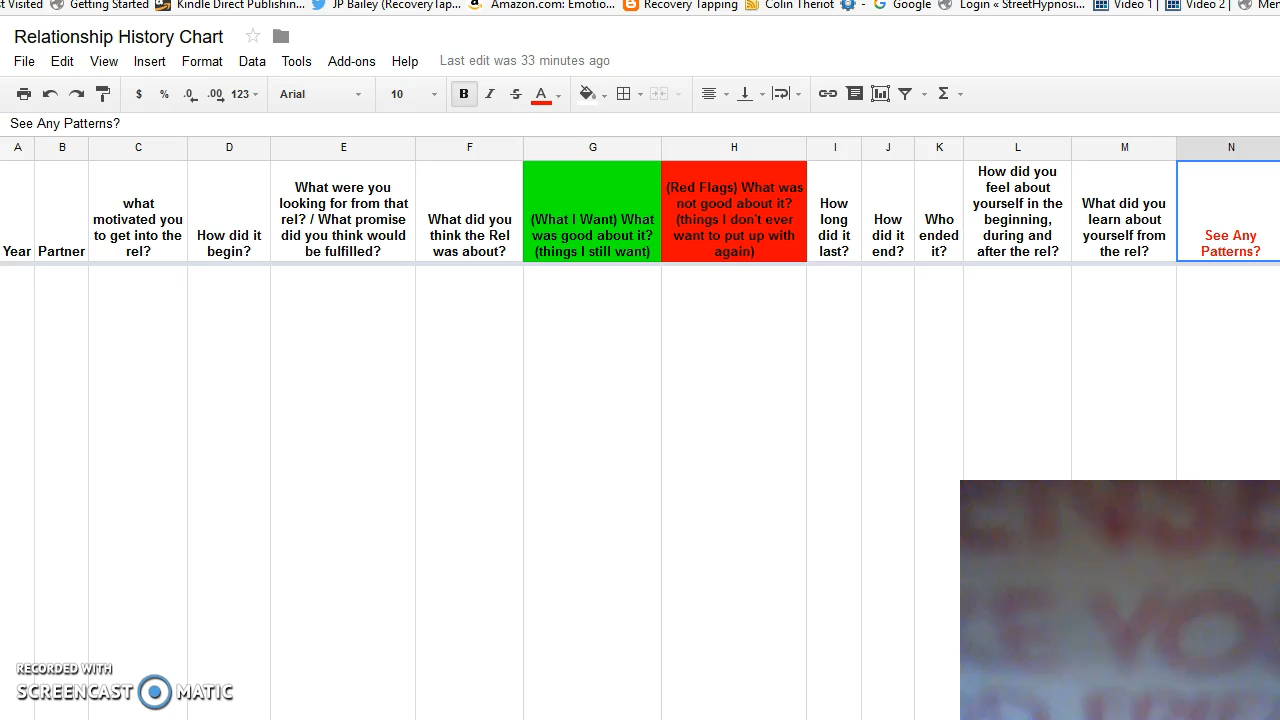 st Visited Getting Started Kindle Direct Publishin... JP Bailey (RecoveryTap... Amazon.com: Emotio... Recovery Tapping Colin Theriot Google Login « StreetHypnosi... Video 1 | Video 2 |
Relationship History Chart
File Edit View Insert Format Data Tools Add-ons Help Last edit was 33 minutes ago
$ % .0 .00 123 Arial 10 B I S A Σ
See Any Patterns?
A B C D E F G H I J K L M N
Year
Partner
what
motivated you
to get into the
rel?
How did it
begin?
What were you
looking for from that
rel? / What promise
did you think would
be fulfilled?
What did you
think the Rel
was about?
(What I Want) What
was good about it?
(things I still want)
(Red Flags) What was
not good about it?
(things I don't ever
want to put up with
again)
How
long
did it
last?
How
did it
end?
Who
ended
it?
How did you
feel about
yourself in the
beginning,
during and
after the rel?
What did you
learn about
yourself from
the rel?
See Any
Patterns?
RECORDED WITH
SCREENCAST MATIC
YO